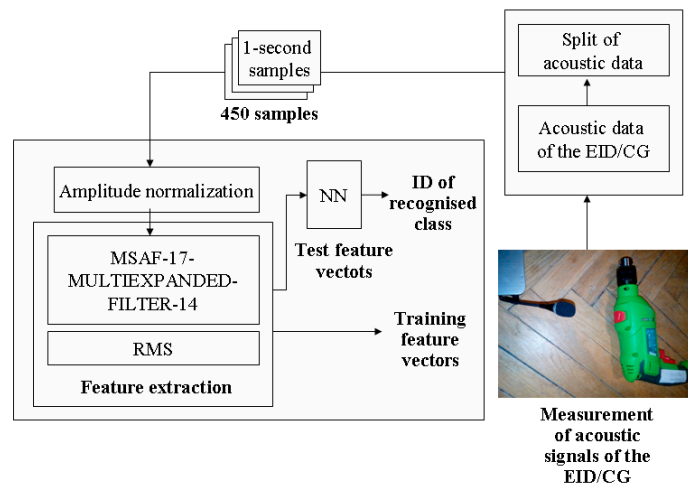 1-second
samples
450 samples
Split of
acoustic data
Acoustic data
of the EID/CG
Amplitude normalization
MSAF-17-
MULTIEXPANDED-
FILTER-14
RMS
Feature extraction
NN
Test feature
vectots
ID of
recognised
class
Training
feature
vectors
Measurement
of acoustic
signals of the
EID/CG